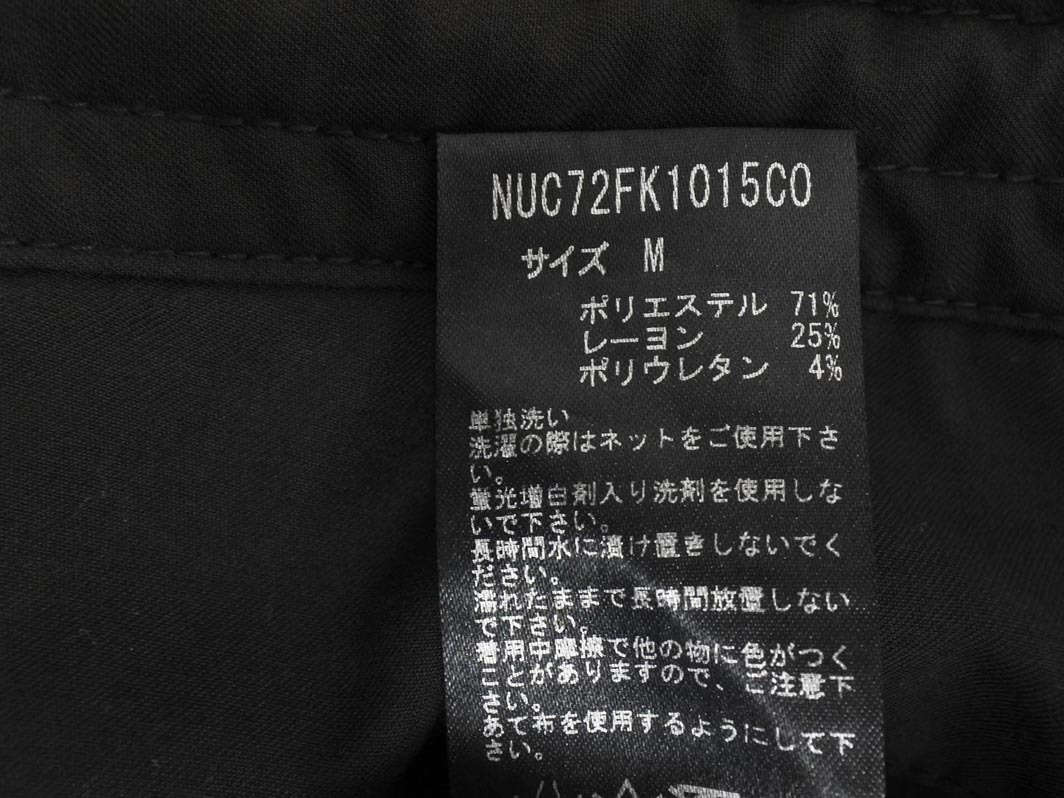 NUC72FK1015CO
サイズ M
ポリエステル 71%
レーヨン 25%
ポリウレタン 4%
単独洗い
洗濯の際はネットをご使用下さ
い。
蛍光増白剤入り洗剤を使用しな
いで下さい。
長時間水に漬け置きしないでく
ださい。
濡れたままで長時間放置しない
で下さい。
着用中摩擦で他の物に色がつく
ことがありますので、ご注意下
さい。
あて布を使用するようにして下
さい。